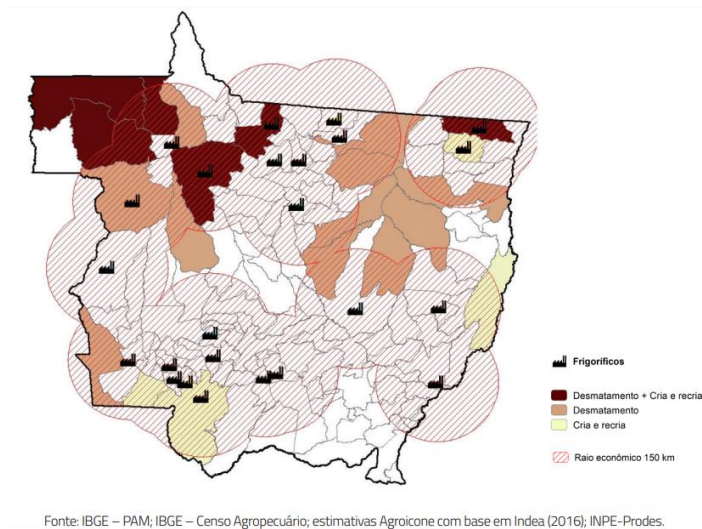 Frigoríficos
Desmatamento + Cria e recria
Desmatamento
Cria e recria
Raio econômico 150 km
Fonte: IBGE – PAM; IBGE – Censo Agropecuário; estimativas Agroicone com base em Indea (2016); INPE-Prodes.